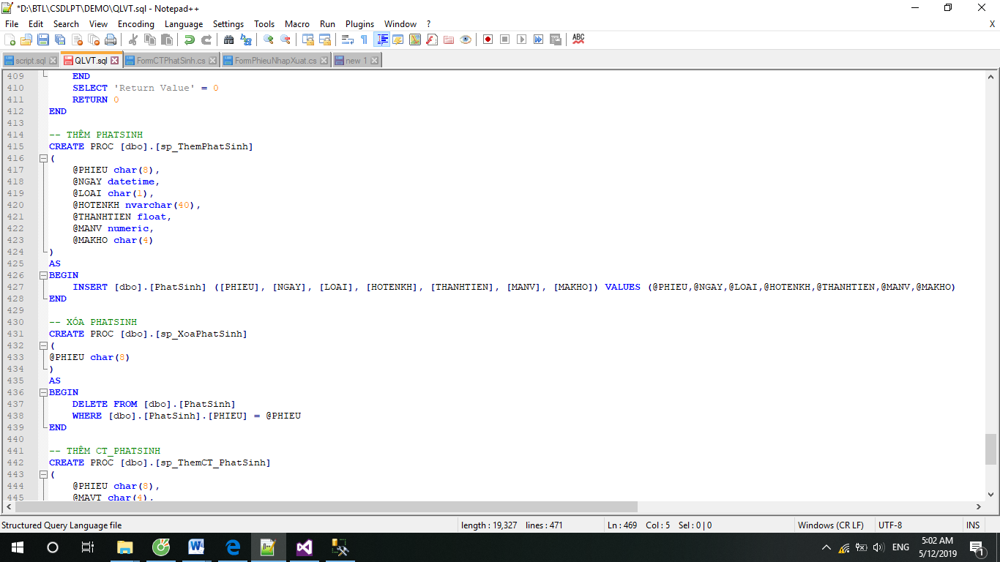 *D:\BTL\CSDLPT\DEMO\QLVT.sql - Notepad++
File Edit Search View Encoding Language Settings Tools Macro Run Plugins Window ? X
script.sql QLVT.sql FormCTPhatSinh.cs FormPhieuNhapXuat.cs new 1
409 END
410 SELECT 'Return Value' = 0
411 RETURN 0
412 END
413
414 -- THÊM PHATSINH
415 CREATE PROC [dbo].[sp_ThemPhatSinh]
416 (
417 @PHIEU char(8),
418 @NGAY datetime,
419 @LOAI char(1),
420 @HOTENKH nvarchar(40),
421 @THANHTIEN float,
422 @MANV numeric,
423 @MAKHO char(4)
424 )
425 AS
426 BEGIN
427 INSERT [dbo].[PhatSinh] ([PHIEU], [NGAY], [LOAI], [HOTENKH], [THANHTIEN], [MANV], [MAKHO]) VALUES (@PHIEU,@NGAY,@LOAI,@HOTENKH,@THANHTIEN,@MANV,@MAKHO)
428 END
429
430 -- XÓA PHATSINH
431 CREATE PROC [dbo].[sp_XoaPhatSinh]
432 (
433 @PHIEU char(8)
434 )
435 AS
436 BEGIN
437 DELETE FROM [dbo].[PhatSinh]
438 WHERE [dbo].[PhatSinh].[PHIEU] = @PHIEU
439 END
440
441 -- THÊM CT_PHATSINH
442 CREATE PROC [dbo].[sp_ThemCT_PhatSinh]
443 (
444 @PHIEU char(8),
445 @MAVT char(4),
Structured Query Language file length : 19,327 lines : 471 Ln : 469 Col : 5 Sel : 0 | 0 Windows (CR LF) UTF-8 INS
ENG
5:02 AM
5/12/2019
1